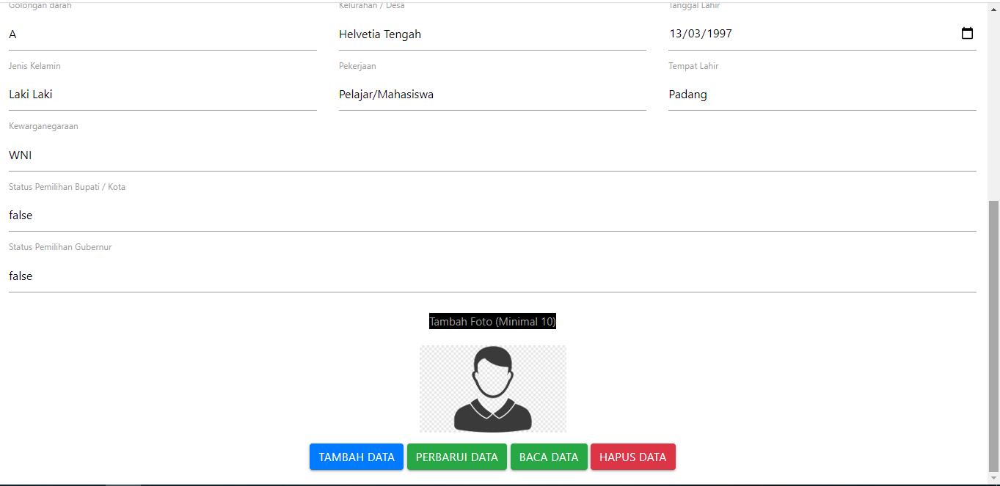 Golongan darah Kelurahan / Desa Tanggal Lahir
A Helvetia Tengah 13/03/1997
Jenis Kelamin Pekerjaan Tempat Lahir
Laki Laki Pelajar/Mahasiswa Padang
Kewarganegaraan
WNI
Status Pemilihan Bupati / Kota
false
Status Pemilihan Gubernur
false
Tambah Foto (Minimal 10)
TAMBAH DATA PERBARUI DATA BACA DATA HAPUS DATA